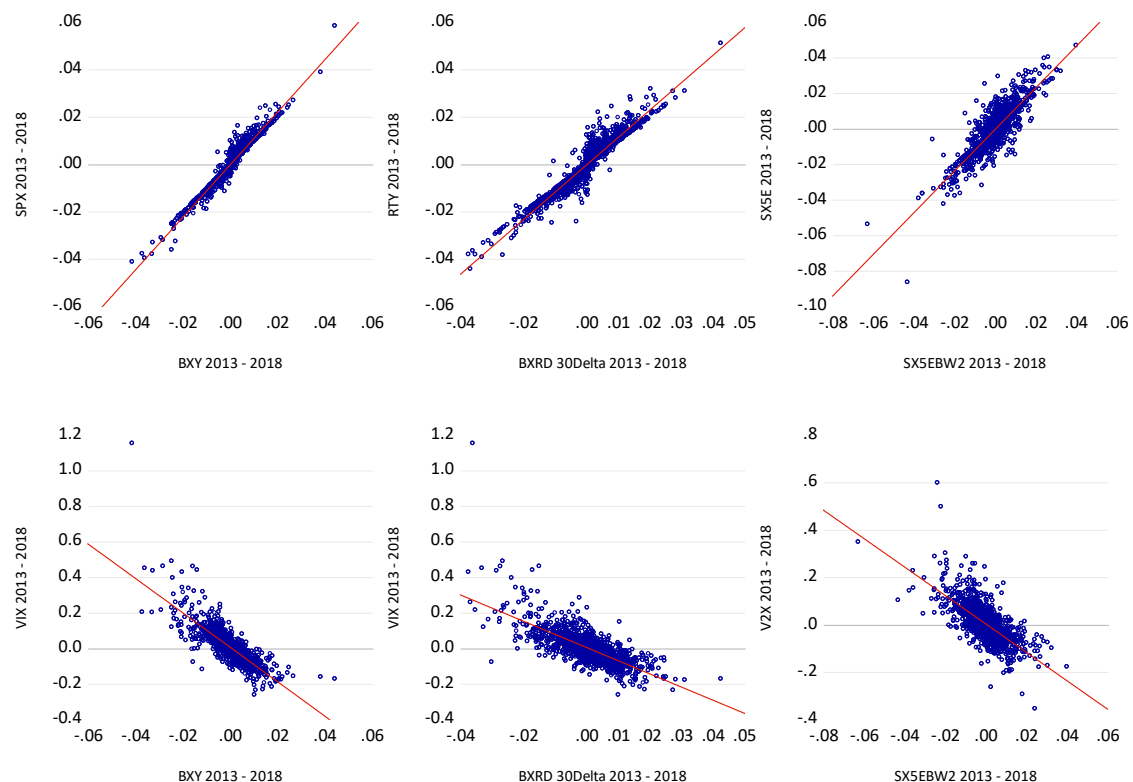 .06 .06 .06
.04 .04 .04
.02 .02 .02
.00 .00 .00
-.02 -.02 -.02
-.04 -.04 -.04
-.06 -.06 -.06
-.08
-.10
SPX 2013 - 2018
RTY 2013 - 2018
SX5E 2013 - 2018
-.06 -.04 -.02 .00 .02 .04 .06
-.04 -.02 .00 .01 .02 .03 .04 .05
-.08 -.06 -.04 -.02 .00 .02 .04 .06
BXY 2013 - 2018
BXRD 30Delta 2013 - 2018
SX5EBW2 2013 - 2018
1.2 1.2 .8
1.0 1.0
0.8 0.8 .6
0.6 0.6 .4
0.4 0.4 .2
0.2 0.2 .0
0.0 0.0
-0.2 -0.2 -.2
-0.4 -0.4 -.4
VIX 2013 - 2018
VIX 2013 - 2018
V2X 2013 - 2018
-.06 -.04 -.02 .00 .02 .04 .06
-.04 -.02 .00 .01 .02 .03 .04 .05
-.08 -.06 -.04 -.02 .00 .02 .04 .06
BXY 2013 - 2018
BXRD 30Delta 2013 - 2018
SX5EBW2 2013 - 2018